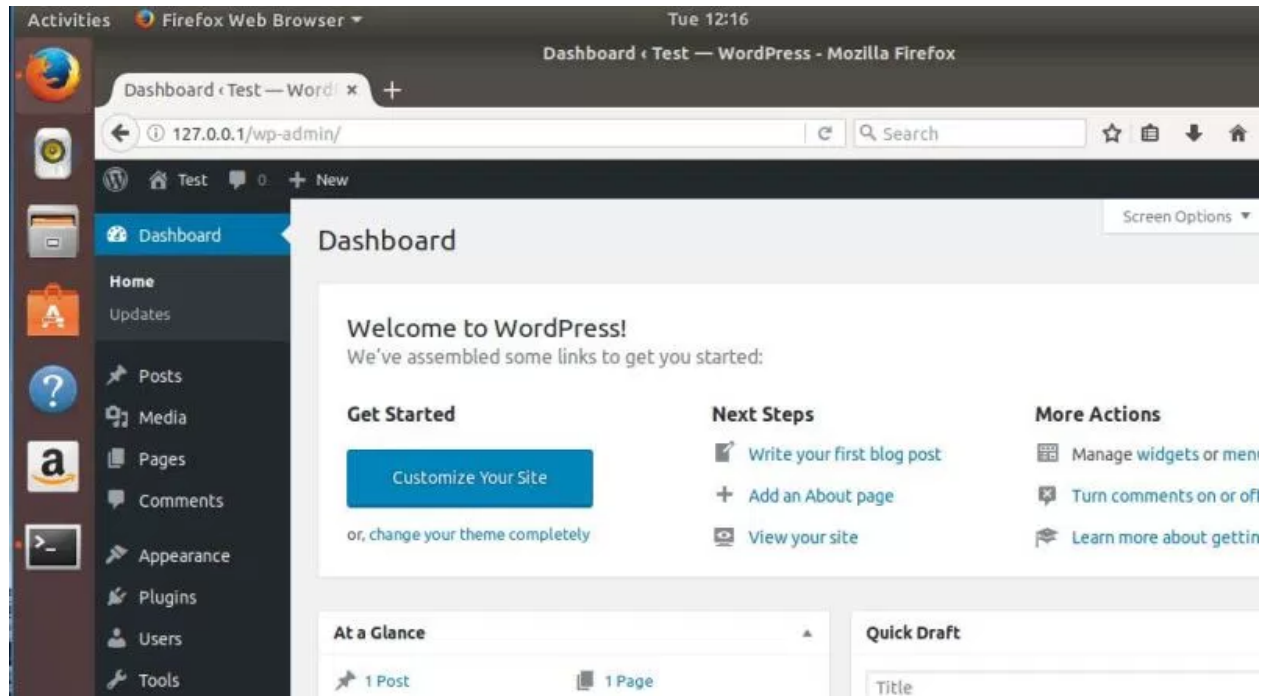 Activities Firefox Web Browser Tue 12:16
Dashboard ‹ Test — WordPress - Mozilla Firefox
Dashboard ‹ Test — Word
127.0.0.1/wp-admin/ Search
Test 0 New
Screen Options
Dashboard
Dashboard
Home
Updates
Posts
Media
Pages
Comments
Appearance
Plugins
Users
Tools
Welcome to WordPress!
We've assembled some links to get you started:
Get Started
Customize Your Site
or, change your theme completely
Next Steps
Write your first blog post
Add an About page
View your site
More Actions
Manage widgets or
Turn comments on or
Learn more about
At a Glance
1 Post 1 Page
Quick Draft
Title